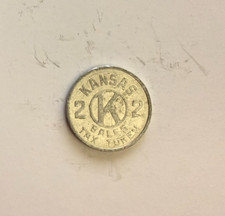 KANSAS
2 K 2
SALES
TAX TOKEN